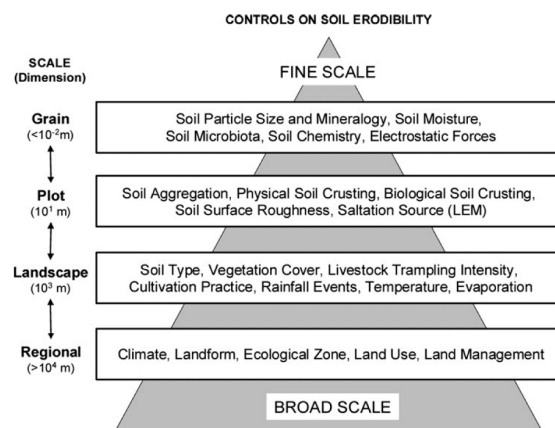 CONTROLS ON SOIL ERODIBILITY
SCALE
(Dimension)
FINE SCALE
Grain
(<10⁻²m)
Soil Particle Size and Mineralogy, Soil Moisture,
Soil Microbiota, Soil Chemistry, Electrostatic Forces
Plot
(10¹ m)
Soil Aggregation, Physical Soil Crusting, Biological Soil Crusting,
Soil Surface Roughness, Saltation Source (LEM)
Landscape
(10³ m)
Soil Type, Vegetation Cover, Livestock Trampling Intensity,
Cultivation Practice, Rainfall Events, Temperature, Evaporation
Regional
(>10⁴ m)
Climate, Landform, Ecological Zone, Land Use, Land Management
BROAD SCALE